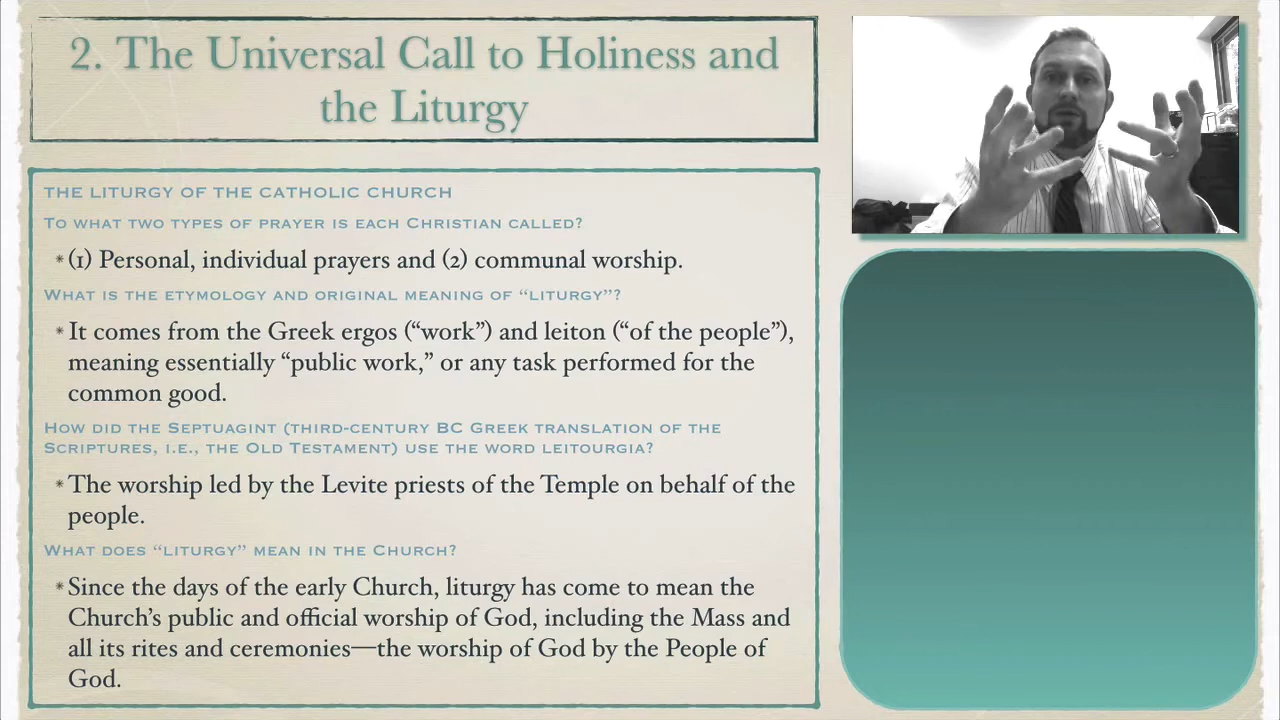 2. The Universal Call to Holiness and
the Liturgy
THE LITURGY OF THE CATHOLIC CHURCH
TO WHAT TWO TYPES OF PRAYER IS EACH CHRISTIAN CALLED?
* (1) Personal, individual prayers and (2) communal worship.
WHAT IS THE ETYMOLOGY AND ORIGINAL MEANING OF “LITURGY”?
* It comes from the Greek ergos (“work”) and leiton (“of the people”),
meaning essentially “public work,” or any task performed for the
common good.
HOW DID THE SEPTUAGINT (THIRD-CENTURY BC GREEK TRANSLATION OF THE
SCRIPTURES, I.E., THE OLD TESTAMENT) USE THE WORD LEITOURGIA?
* The worship led by the Levite priests of the Temple on behalf of the
people.
WHAT DOES “LITURGY” MEAN IN THE CHURCH?
* Since the days of the early Church, liturgy has come to mean the
Church’s public and official worship of God, including the Mass and
all its rites and ceremonies—the worship of God by the People of
God.